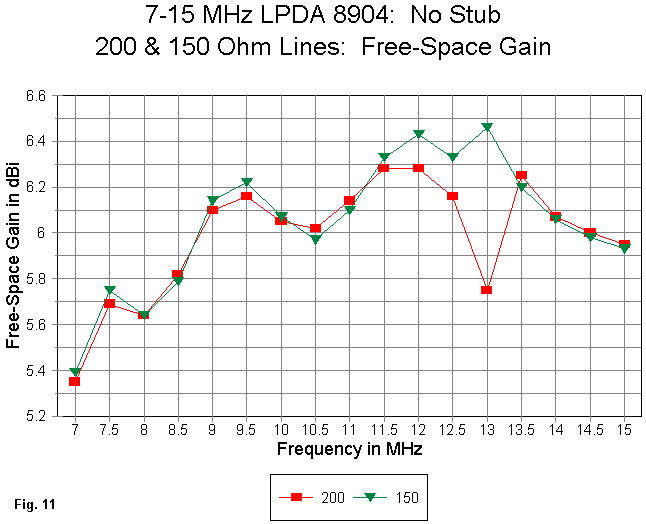 7-15 MHz LPDA 8904: No Stub
200 & 150 Ohm Lines: Free-Space Gain
Free-Space Gain in dBi
6.6
6.4
6.2
6
5.8
5.6
5.4
5.2
7 7.5 8 8.5 9 9.5 10 10.5 11 11.5 12 12.5 13 13.5 14 14.5 15
Frequency in MHz
200 150
Fig. 11